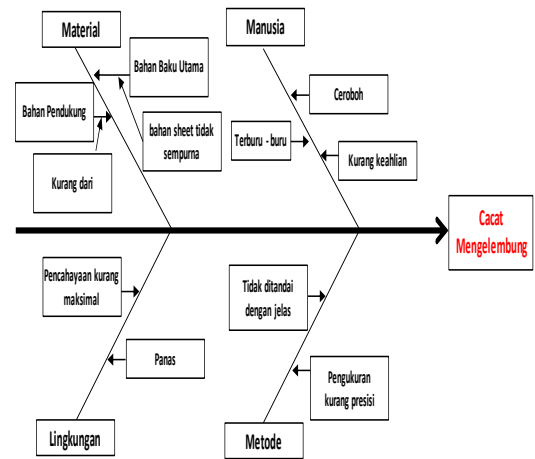 Material
Manusia
Bahan Baku Utama
Bahan Pendukung
bahan sheet tidak
sempurna
Kurang dari
Ceroboh
Terburu - buru
Kurang keahlian
Cacat
Mengelembung
Pencahayaan kurang
maksimal
Panas
Tidak ditandai
dengan jelas
Pengukuran
kurang presisi
Lingkungan
Metode